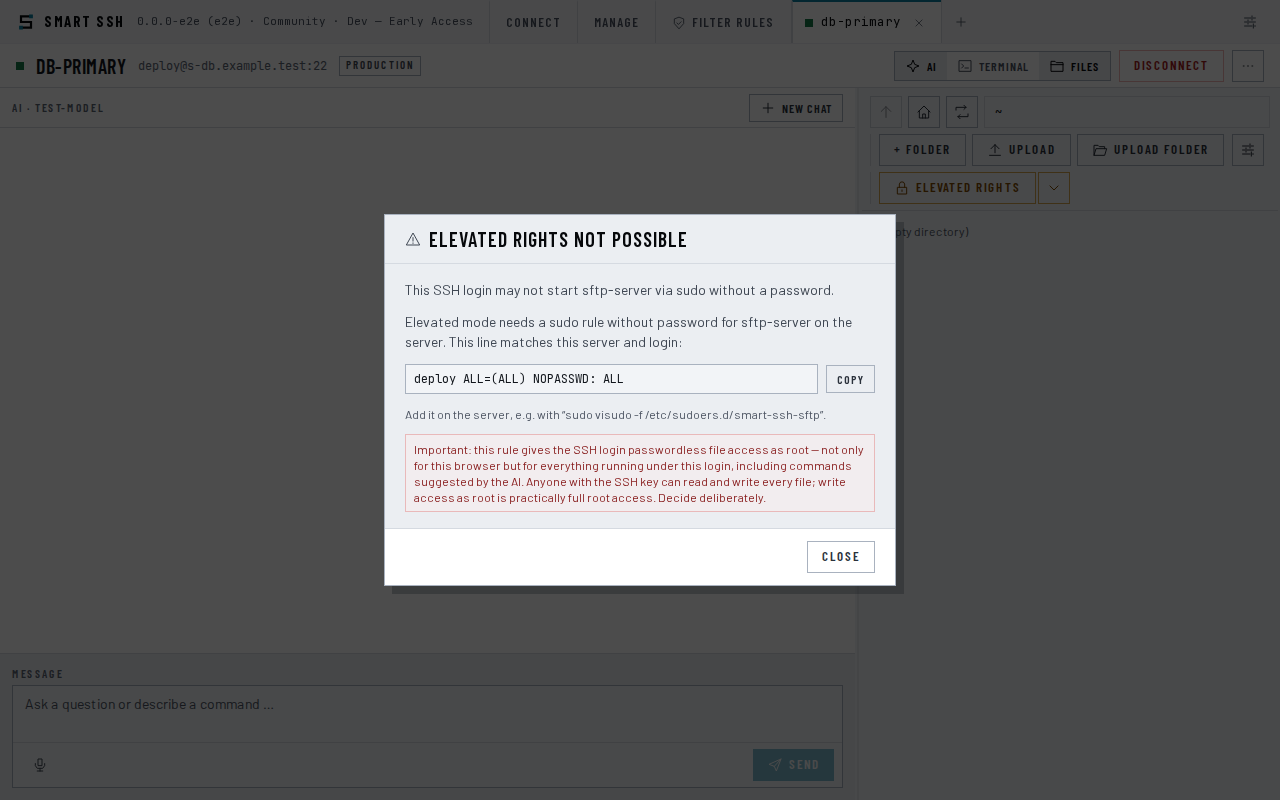 SMART SSH 0.0.0-e2e (e2e) · Community · Dev — Early Access CONNECT MANAGE FILTER RULES db-primary
DB-PRIMARY deploy@s-db.example.test:22 PRODUCTION AI TERMINAL FILES DISCONNECT
AI · TEST-MODEL NEW CHAT
~
+ FOLDER UPLOAD UPLOAD FOLDER
ELEVATED RIGHTS
directory)
ELEVATED RIGHTS NOT POSSIBLE
This SSH login may not start sftp-server via sudo without a password.
Elevated mode needs a sudo rule without password for sftp-server on the
server. This line matches this server and login:
deploy ALL=(ALL) NOPASSWD: ALL
COPY
Add it on the server, e.g. with "sudo visudo -f /etc/sudoers.d/smart-ssh-sftp".
Important: this rule gives the SSH login passwordless file access as root — not only
for this browser but for everything running under this login, including commands
suggested by the AI. Anyone with the SSH key can read and write every file; write
access as root is practically full root access. Decide deliberately.
CLOSE
MESSAGE
Ask a question or describe a command ...
SEND